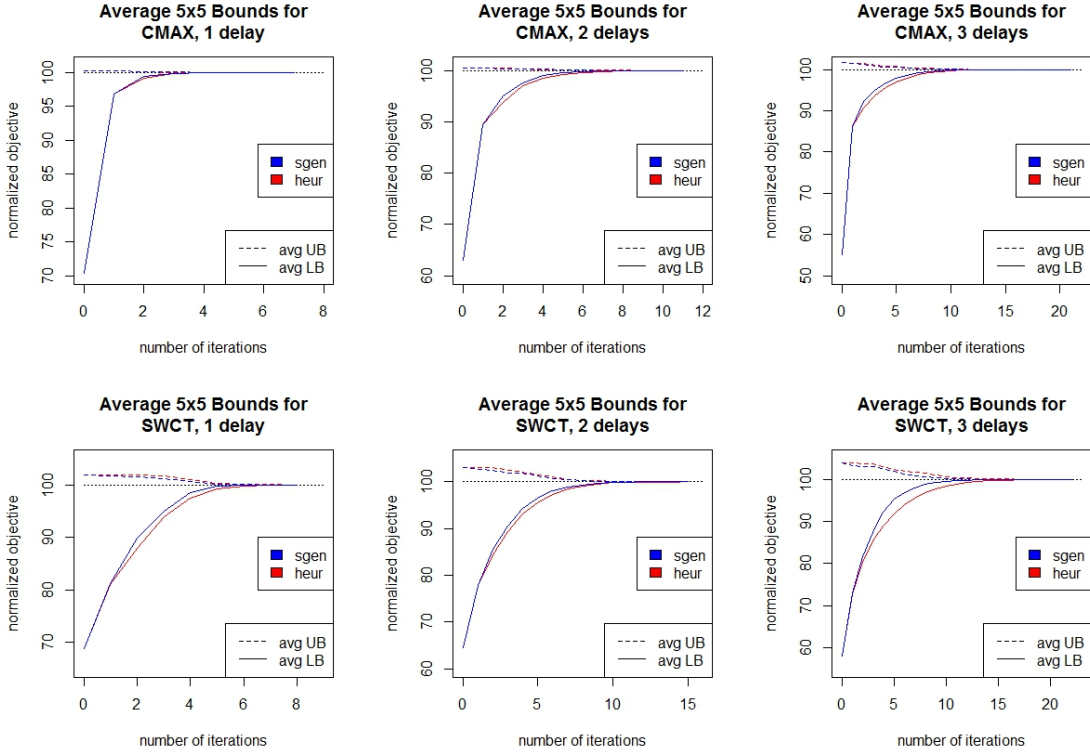 Average 5x5 Bounds for
CMAX, 1 delay
normalized objective
100
95
90
85
80
75
70
sgen
heur
avg UB
avg LB
0 2 4 6 8
number of iterations
Average 5x5 Bounds for
CMAX, 2 delays
normalized objective
100
90
80
70
60
sgen
heur
avg UB
avg LB
0 2 4 6 8 10 12
number of iterations
Average 5x5 Bounds for
CMAX, 3 delays
normalized objective
100
90
80
70
60
50
sgen
heur
avg UB
avg LB
0 5 10 15 20
number of iterations
Average 5x5 Bounds for
SWCT, 1 delay
normalized objective
100
90
80
70
sgen
heur
avg UB
avg LB
0 2 4 6 8
number of iterations
Average 5x5 Bounds for
SWCT, 2 delays
normalized objective
100
90
80
70
60
sgen
heur
avg UB
avg LB
0 5 10 15
number of iterations
Average 5x5 Bounds for
SWCT, 3 delays
normalized objective
100
90
80
70
60
sgen
heur
avg UB
avg LB
0 5 10 15 20
number of iterations